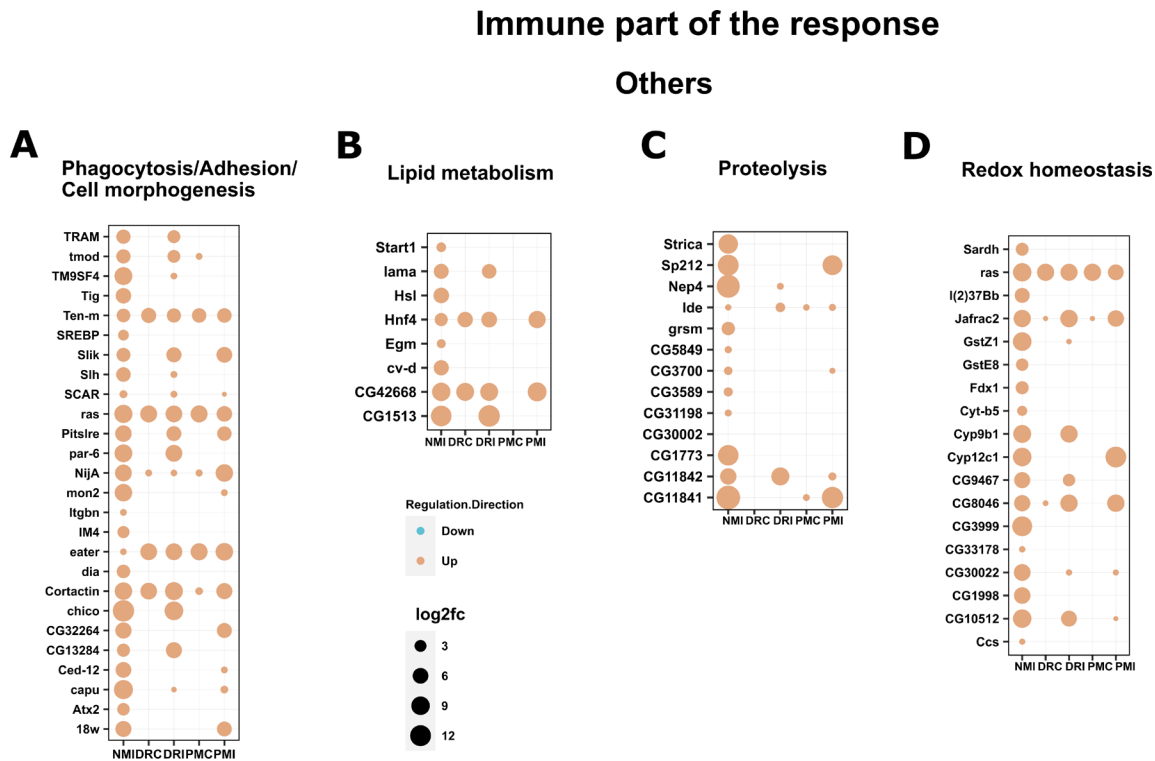 Immune part of the response
Others
A
Phagocytosis/Adhesion/
Cell morphogenesis
TRAM
tmod
TM9SF4
Tig
Ten-m
SREBP
Slik
Slh
SCAR
ras
Pitslre
par-6
NijA
mon2
Itgbn
IM4
eater
dia
Cortactin
chico
CG32264
CG13284
Ced-12
capu
Atx2
18w
NMI DRC DRI PMC PMI
B
Lipid metabolism
Start1
lama
Hsl
Hnf4
Egm
cv-d
CG42668
CG1513
NMI DRC DRI PMC PMI
Regulation.Direction
Down
Up
log2fc
3
6
9
12
C
Proteolysis
Strica
Sp212
Nep4
Ide
grsm
CG5849
CG3700
CG3589
CG31198
CG30002
CG1773
CG11842
CG11841
NMI DRC DRI PMC PMI
D
Redox homeostasis
Sardh
ras
l(2)37Bb
Jafrac2
GstZ1
GstE8
Fdx1
Cyt-b5
Cyp9b1
Cyp12c1
CG9467
CG8046
CG3999
CG33178
CG30022
CG1998
CG10512
Ccs
NMI DRC DRI PMC PMI